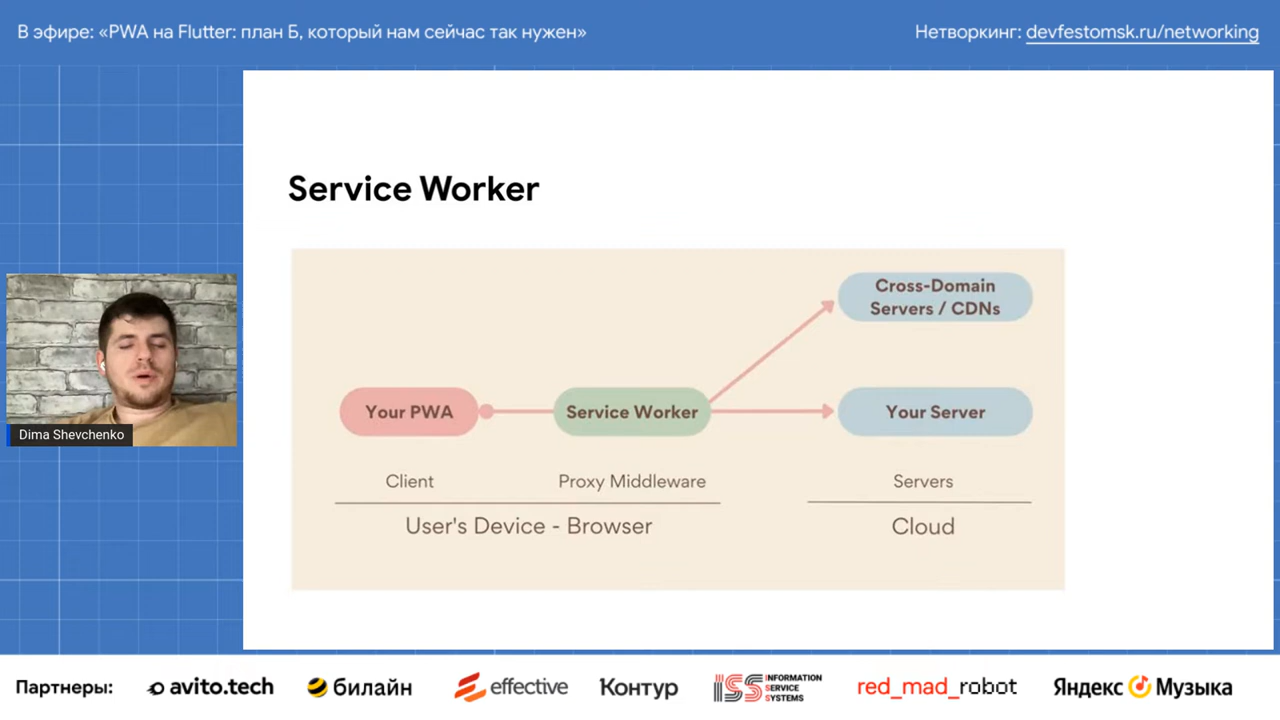 В эфире: «PWA на Flutter: план Б, который нам сейчас так нужен»
Нетворкинг: devfestomsk.ru/networking
Service Worker
Cross-Domain
Servers / CDNs
Your PWA
Service Worker
Your Server
Client
Proxy Middleware
Servers
User's Device - Browser
Cloud
Dima Shevchenko
Партнеры:
avito.tech
билайн
effective
Контур
ISS INFORMATION
SERVICE
SYSTEMS
red_mad_robot
Яндекс Музыка